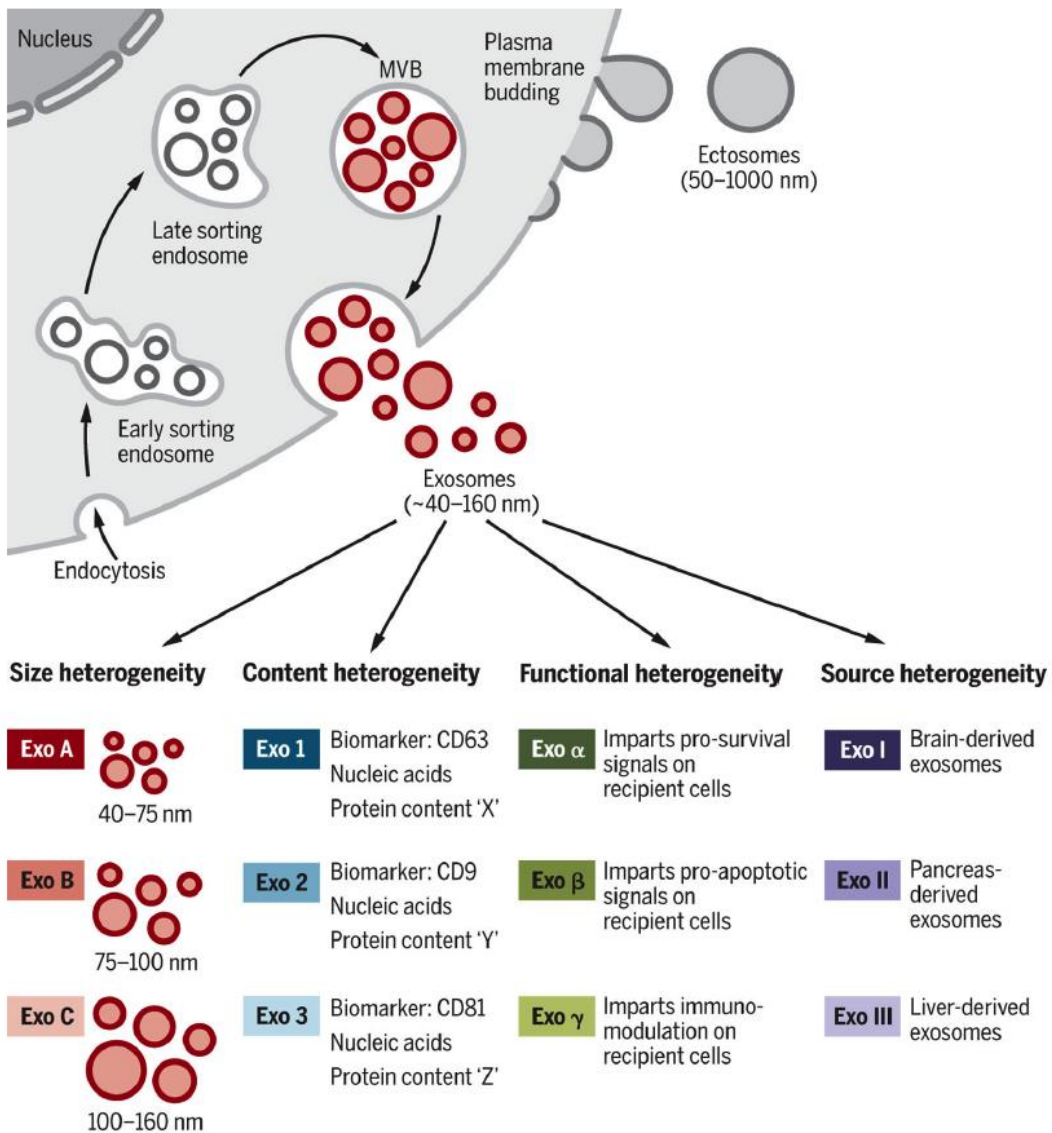 Nucleus
MVB
Plasma
membrane
budding
Ectosomes
(50–1000 nm)
Late sorting
endosome
Early sorting
endosome
Exosomes
(~40–160 nm)
Endocytosis
Size heterogeneity
Exo A
40–75 nm
Exo B
75–100 nm
Exo C
100–160 nm
Content heterogeneity
Exo 1
Biomarker: CD63
Nucleic acids
Protein content ‘X’
Exo 2
Biomarker: CD9
Nucleic acids
Protein content ‘Y’
Exo 3
Biomarker: CD81
Nucleic acids
Protein content ‘Z’
Functional heterogeneity
Exo α
Imparts pro-survival
signals on
recipient cells
Exo β
Imparts pro-apoptotic
signals on
recipient cells
Exo γ
Imparts immuno-
modulation on
recipient cells
Source heterogeneity
Exo I
Brain-derived
exosomes
Exo II
Pancreas-
derived
exosomes
Exo III
Liver-derived
exosomes